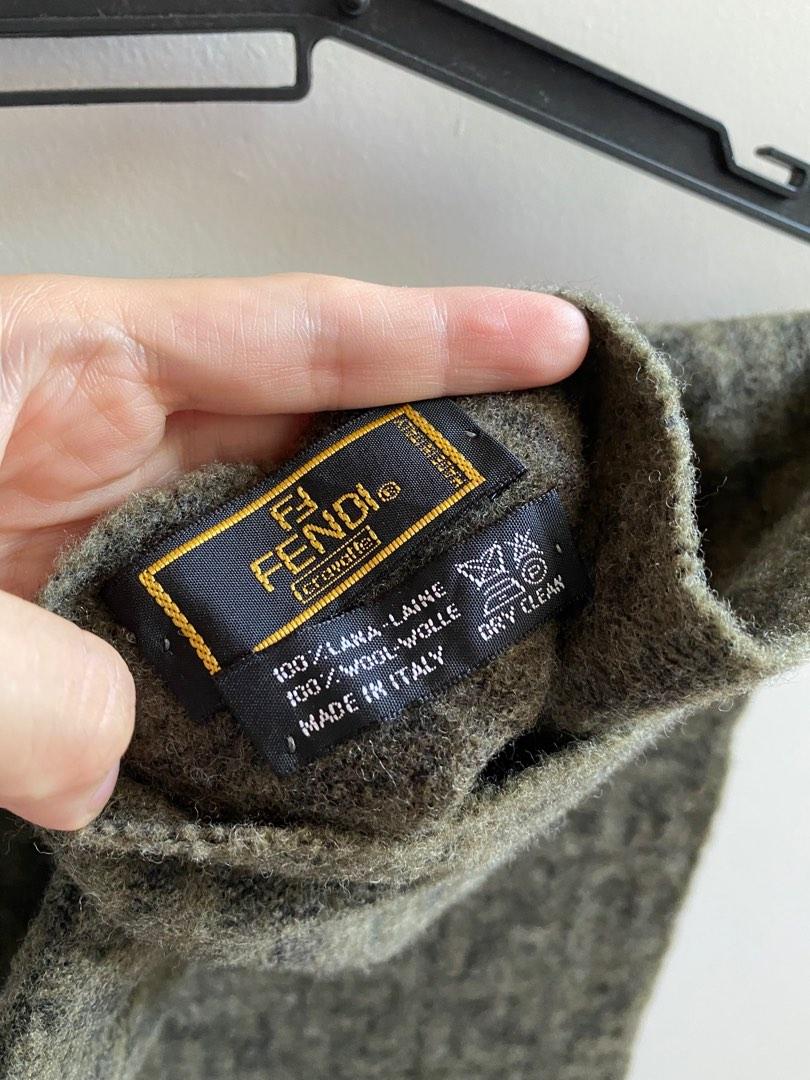 FF
FENDI®
cravatte
100%LANA-LAINE
100%WOOL-WOLLE
MADE IN ITALY
P
DRY CLEAN